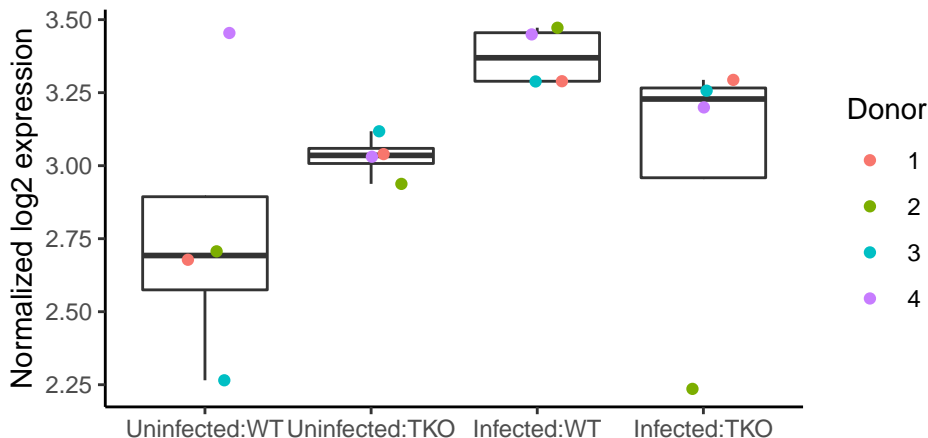 Normalized log2 expression
3.50
3.25
3.00
2.75
2.50
2.25
Uninfected:WT
Uninfected:TKO
Infected:WT
Infected:TKO
Donor
1
2
3
4